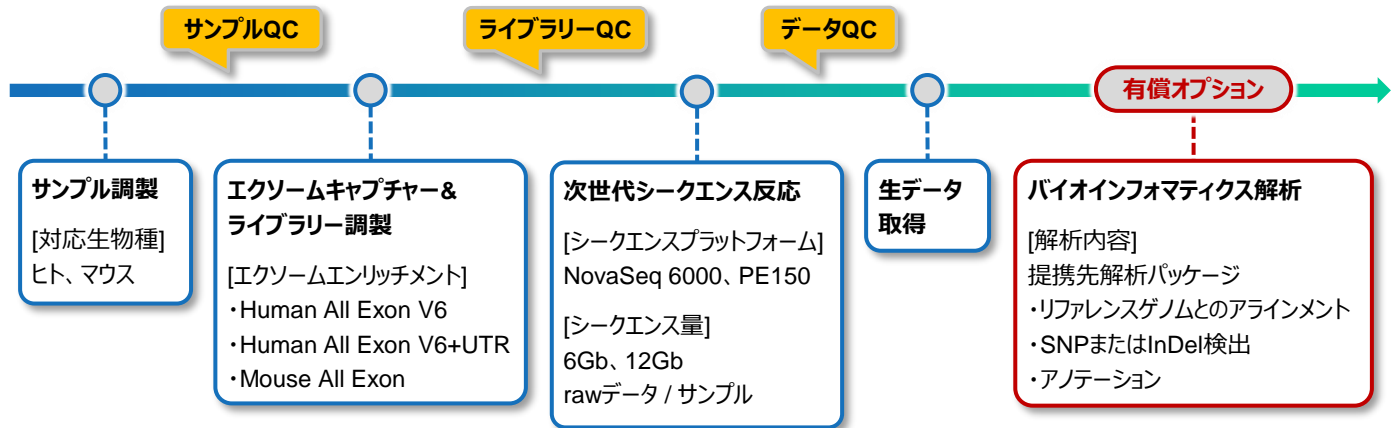 サンプルQC
ライブラリーQC
データQC
有償オプション
サンプル調製
[対応生物種]
ヒト、マウス
エクソームキャプチャー＆
ライブラリー調製
[エクソームエンリッチメント]
・Human All Exon V6
・Human All Exon V6+UTR
・Mouse All Exon
次世代シークエンス反応
[シークエンスプラットフォーム]
NovaSeq 6000、PE150
[シークエンス量]
6Gb、12Gb
rawデータ / サンプル
生データ
取得
バイオインフォマティクス解析
[解析内容]
提携先解析パッケージ
・リファレンスゲノムとのアラインメント
・SNPまたはInDel検出
・アノテーション